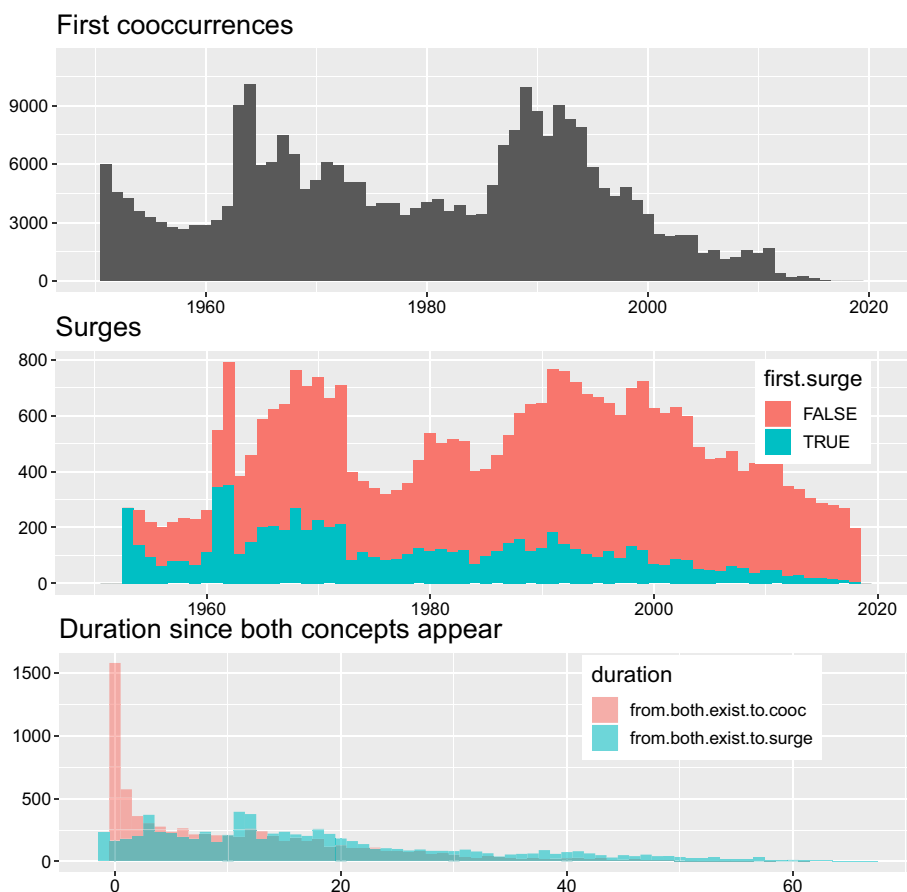 First cooccurrences
9000
6000
3000
0
1960 1980 2000 2020
Surges
800
600
400
200
0
first.surge
FALSE
TRUE
1960 1980 2000 2020
Duration since both concepts appear
1500
1000
500
0
duration
from.both.exist.to.cooc
from.both.exist.to.surge
0 20 40 60